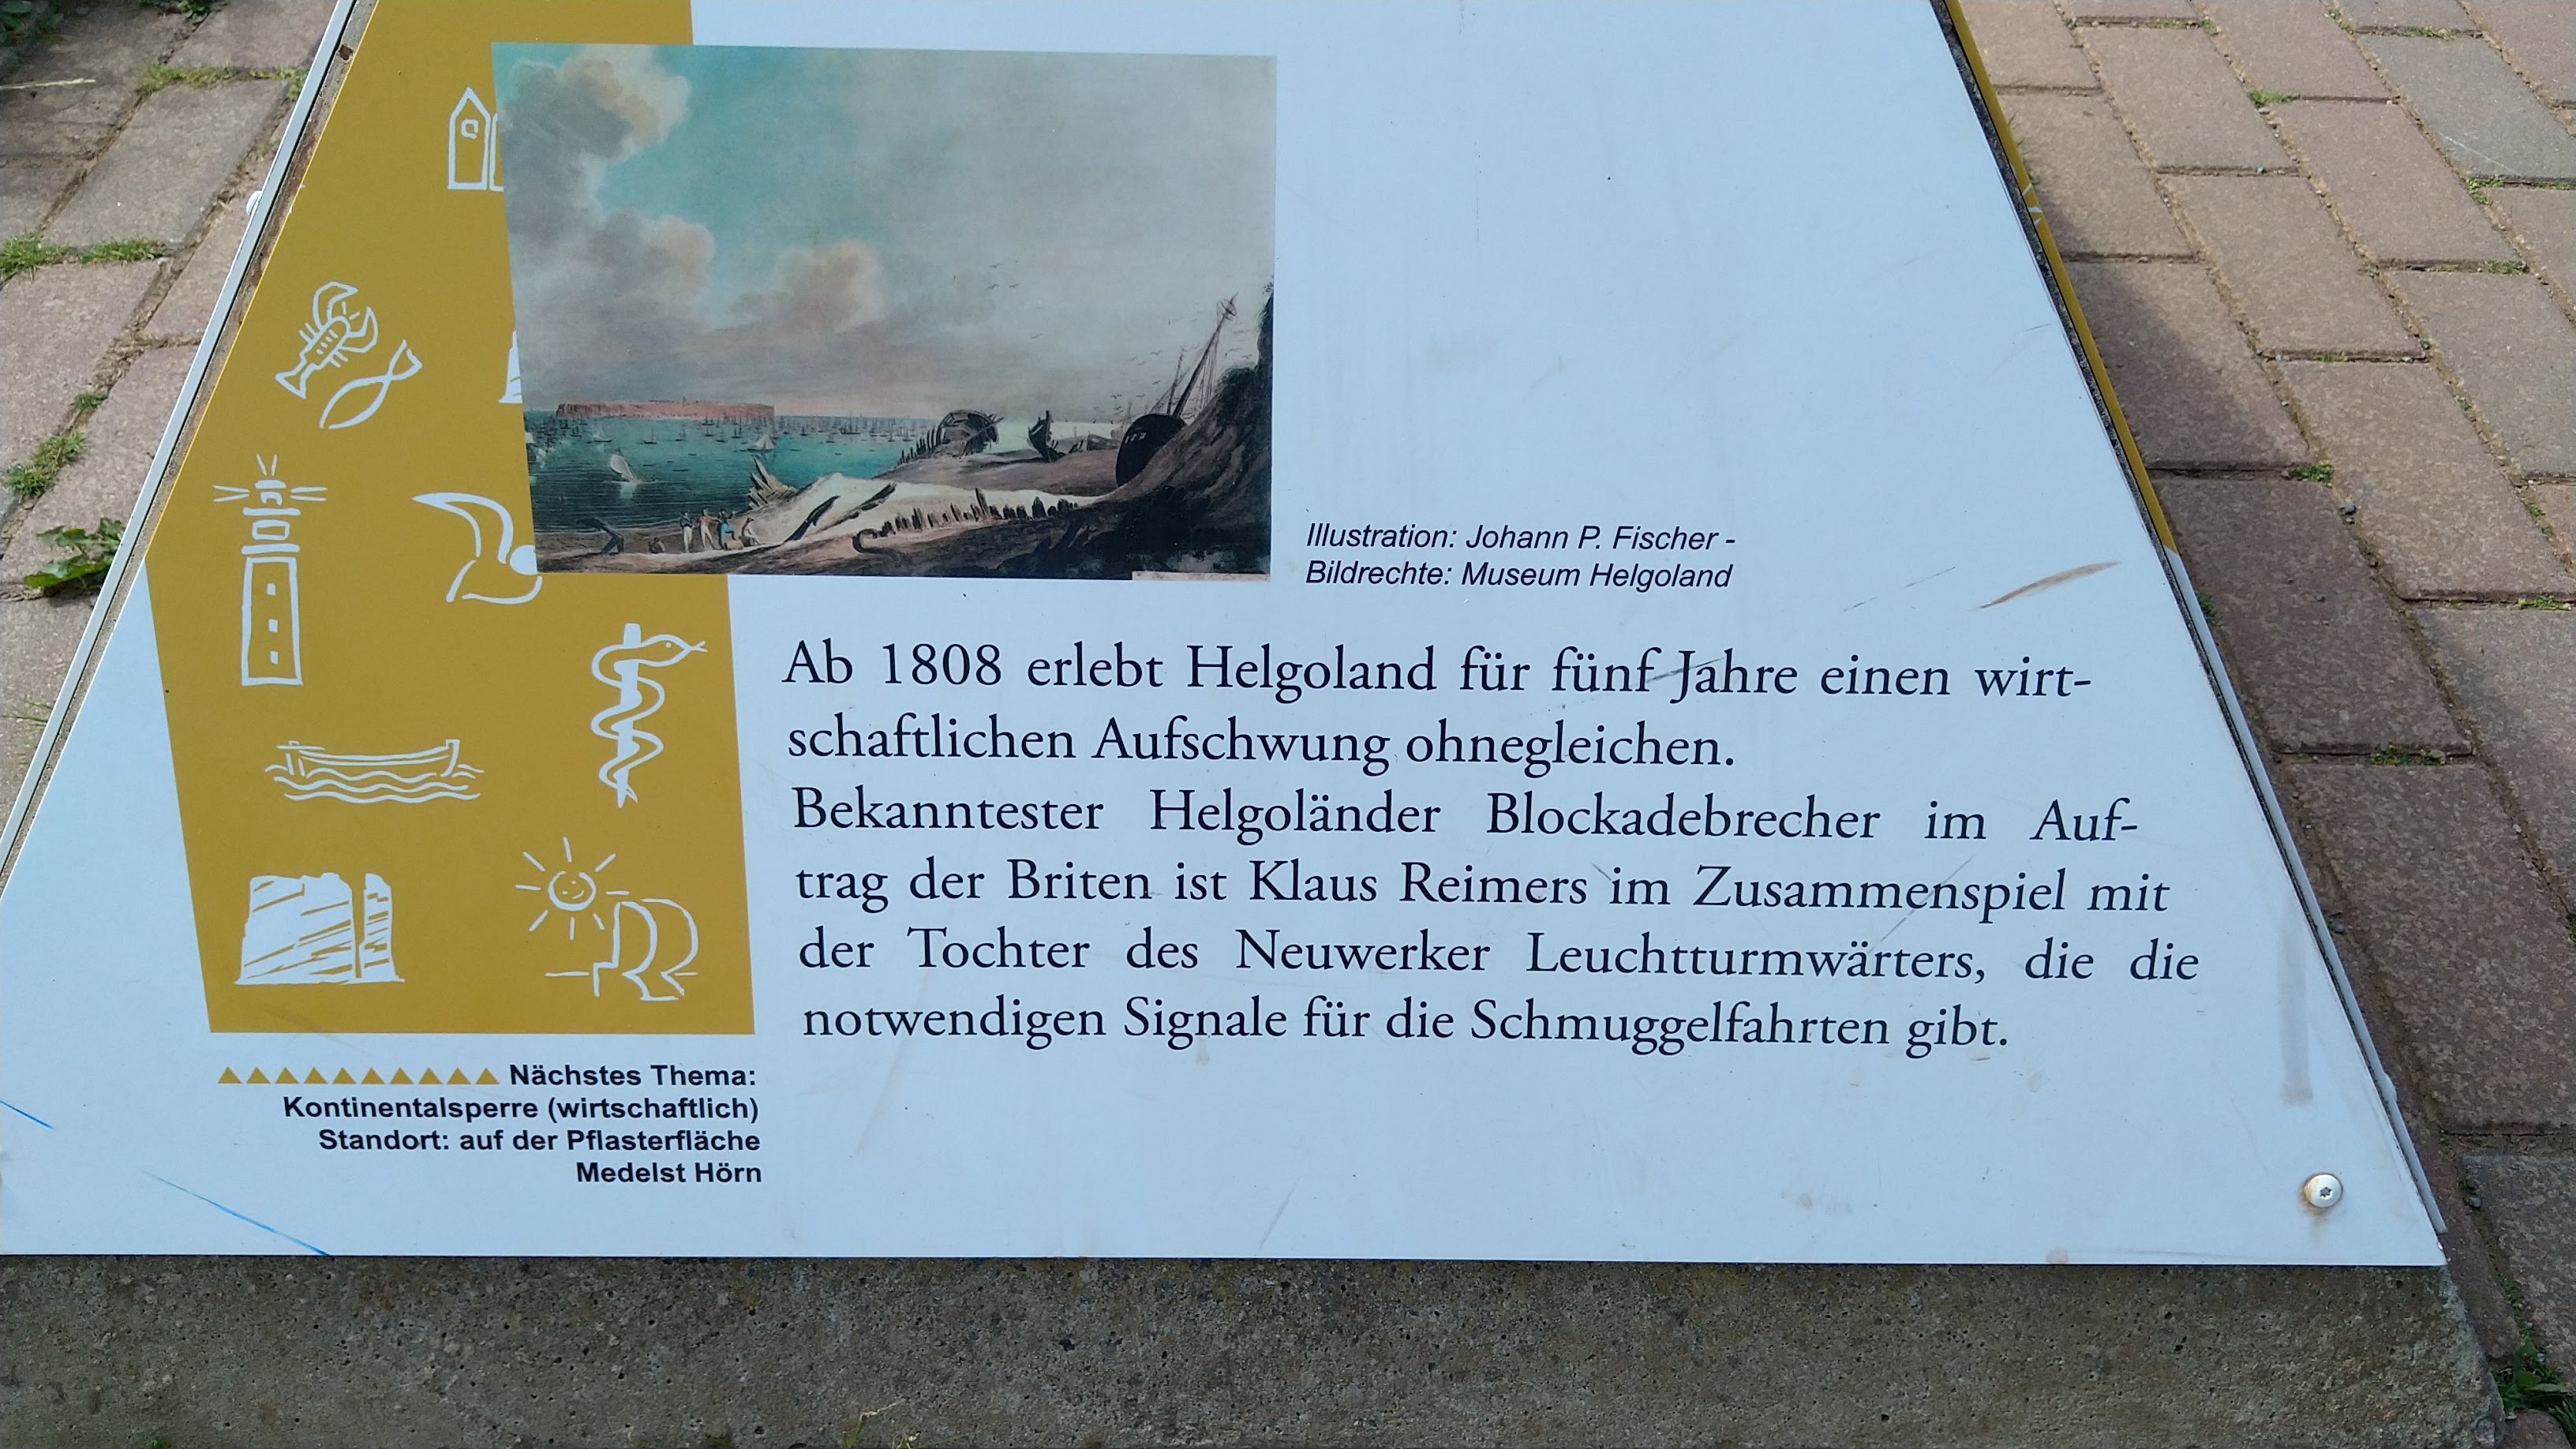 Illustration: Johann P. Fischer -
Bildrechte: Museum Helgoland
Ab 1808 erlebt Helgoland für fünf Jahre einen wirt-
schaftlichen Aufschwung ohnegleichen.
Bekanntester Helgoländer Blockadebrecher im Auf-
trag der Briten ist Klaus Reimers im Zusammenspiel mit
der Tochter des Neuwerker Leuchtturmwärters, die die
notwendigen Signale für die Schmuggelfahrten gibt.
Nächstes Thema:
Kontinentalsperre (wirtschaftlich)
Standort: auf der Pflasterfläche
Medelst Hörn